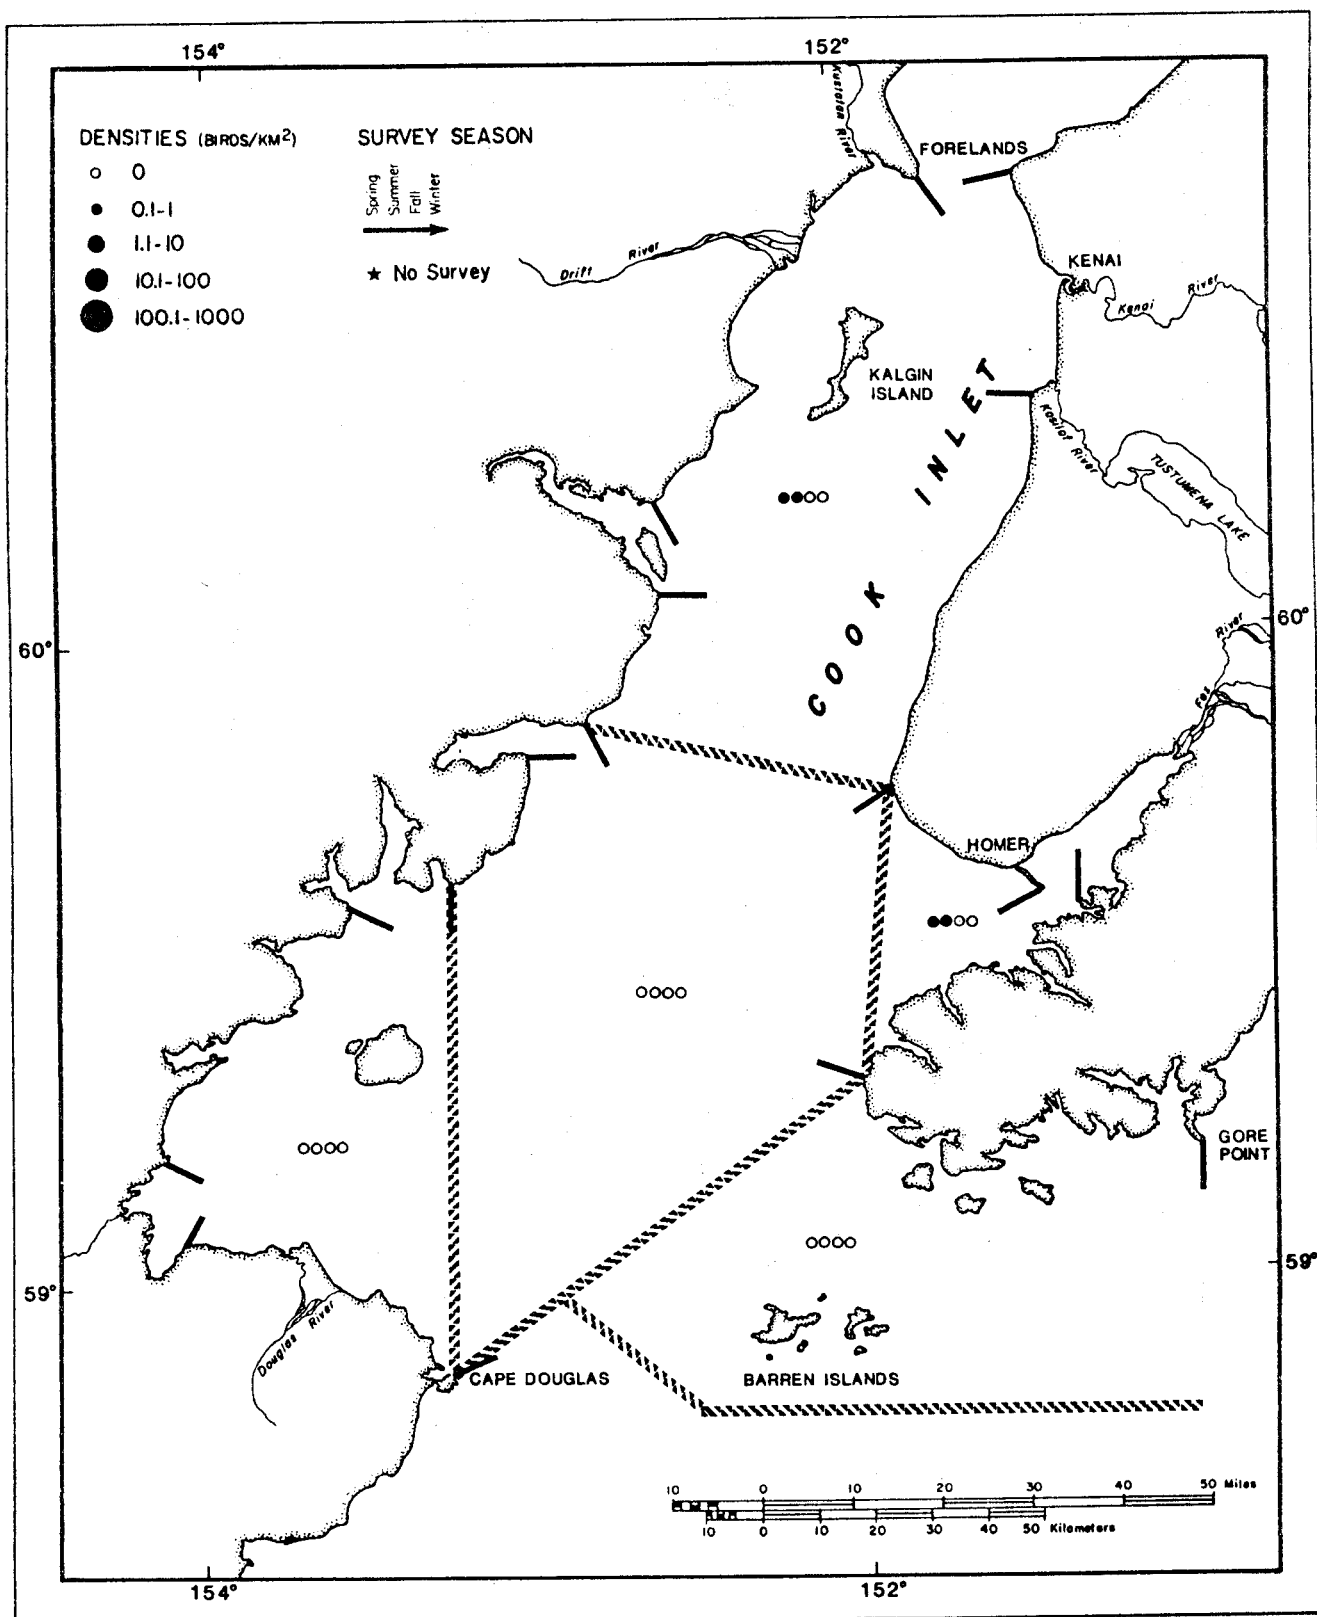 154°
152°
DENSITIES (BIRDS/KM²)
0
0.1-1
1.1-10
10.1-100
100.1-1000
SURVEY SEASON
Spring
Summer
Fall
Winter
★ No Survey
Kustatan River
FORELANDS
Drift River
KENAI
Kenai River
KALGIN
ISLAND
Kasilof River
TUSTUMENA LAKE
COOK INLET
60°
60°
Fox River
HOMER
GORE
POINT
59°
59°
Douglas River
CAPE DOUGLAS
BARREN ISLANDS
10 0 10 20 30 40 50 Miles
10 0 10 20 30 40 50 Kilometers
154°
152°